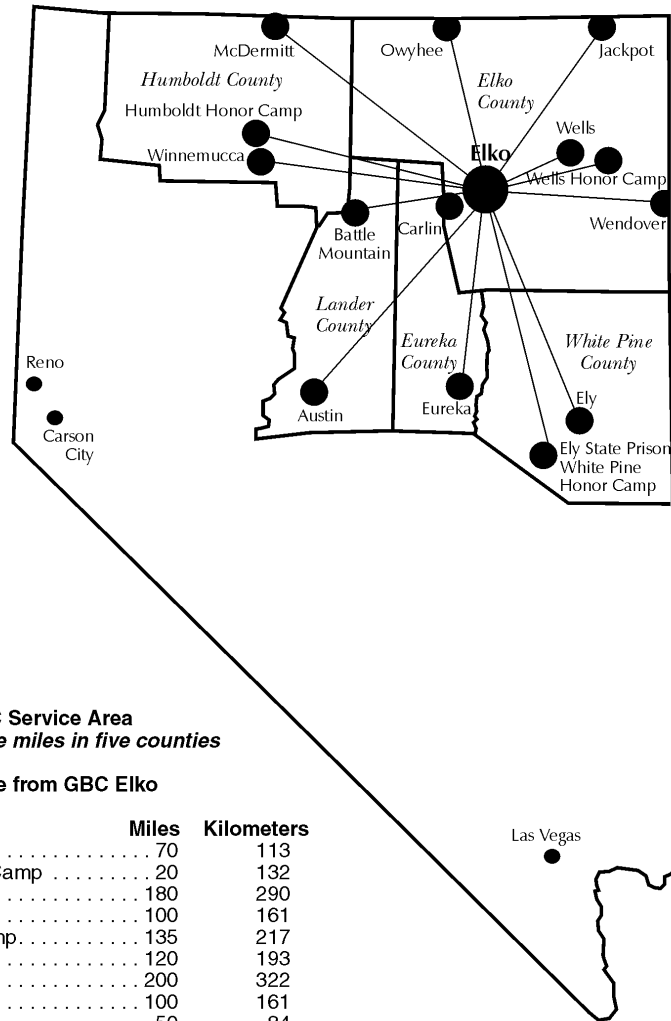 McDermitt
Owyhee
Jackpot
Humboldt County
Elko
County
Humboldt Honor Camp
Wells
Winnemucca
Elko
Wells Honor Camp
Wendover
Battle
Mountain
Carlin
Lander
County
Eureka
County
White Pine
County
Reno
Carson
City
Austin
Eureka
Ely
Ely State Prison
White Pine
Honor Camp
Service Area
miles in five counties
from GBC Elko
Miles Kilometers
. . . . . . . . . . . . . 70 113
Camp . . . . . . . . . 20 132
. . . . . . . . . . . . . 180 290
. . . . . . . . . . . . . 100 161
. . . . . . . . . . . 135 217
. . . . . . . . . . . . . 120 193
. . . . . . . . . . . . . 200 322
. . . . . . . . . . . . . 100 161
Las Vegas